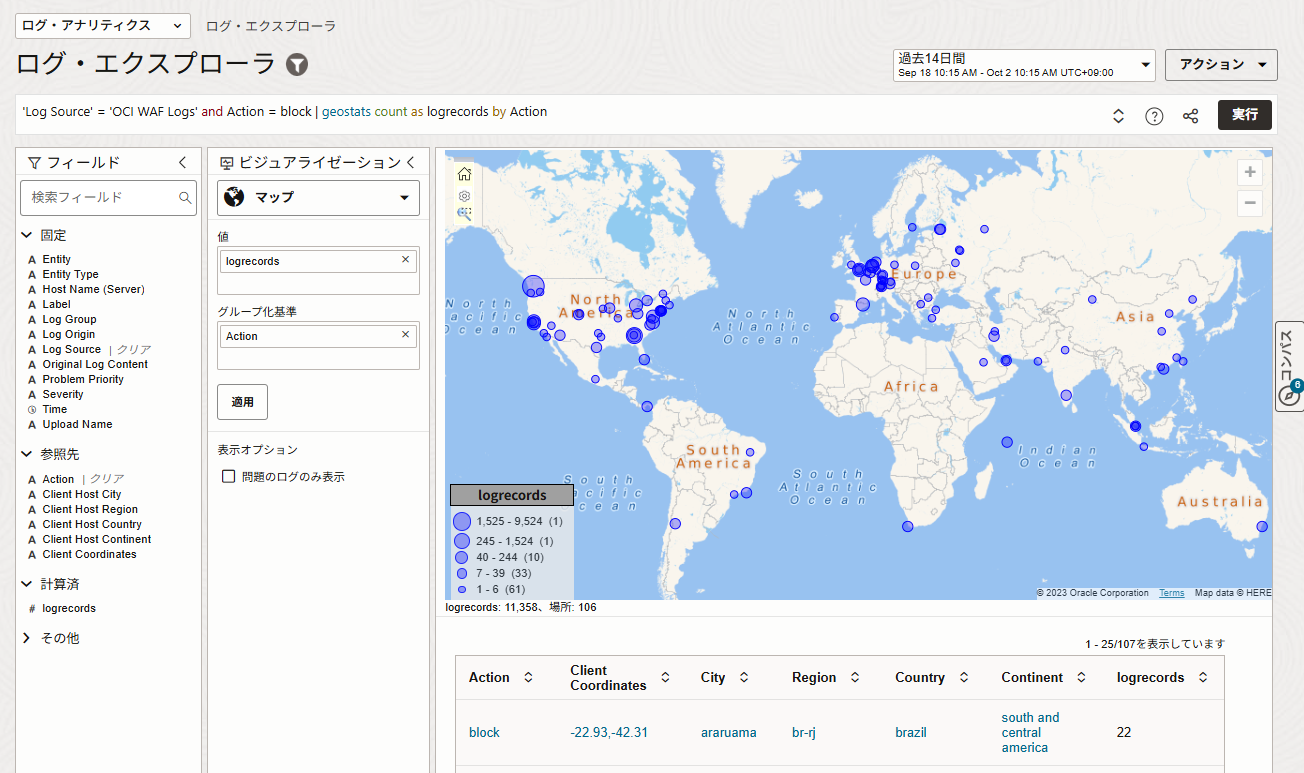 ログ・アナリティクス
ログ・エクスプローラ
ログ・エクスプローラ
過去14日間
Sep 18 10:15 AM - Oct 2 10:15 AM UTC+09:00
アクション
'Log Source' = 'OCI WAF Logs' and Action = block | geostats count as logrecords by Action
実行
フィールド
検索フィールド
固定
Entity
Entity Type
Host Name (Server)
Label
Log Group
Log Origin
Log Source | クリア
Original Log Content
Problem Priority
Severity
Time
Upload Name
参照先
Action | クリア
Client Host City
Client Host Region
Client Host Country
Client Host Continent
Client Coordinates
計算済
# logrecords
その他
ビジュアライゼーション
マップ
値
logrecords
グループ化基準
Action
適用
表示オプション
問題のログのみ表示
North
Pacific
Ocean
North
America
North
Atlantic
Ocean
Europe
Asia
Africa
South
America
South
Pacific
Ocean
South
Atlantic
Ocean
Indian
Ocean
Australia
logrecords
1,525 - 9,524 (1)
245 - 1,524 (1)
40 - 244 (10)
7 - 39 (33)
1 - 6 (61)
© 2023 Oracle Corporation Terms Map data © HERE
logrecords: 11,358、場所: 106
コンパス
6
1 - 25/107を表示しています
Action Client Coordinates City Region Country Continent logrecords
block -22.93,-42.31 araruama br-rj brazil south and central america 22